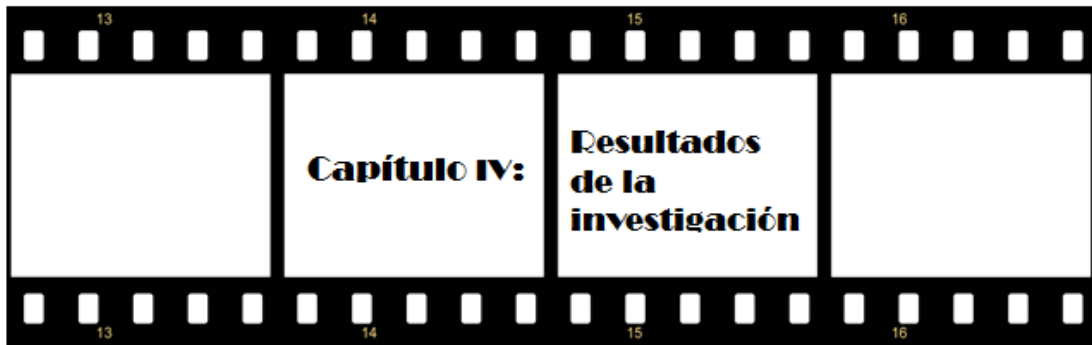 13 14 15 16
Capítulo IV:
Resultados
de la
investigación
13 14 15 16